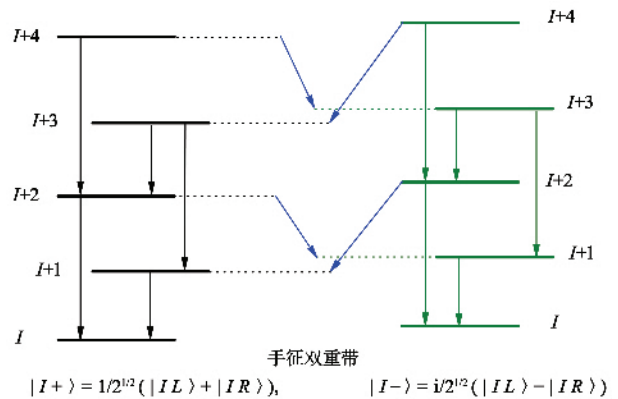 I+4
I+4
I+3
I+3
I+2
I+2
I+1
I+1
I
I
手征双重带
|I+⟩=1/2^{1/2}(|IL⟩+|IR⟩), |I−⟩=i/2^{1/2}(|IL⟩−|IR⟩)